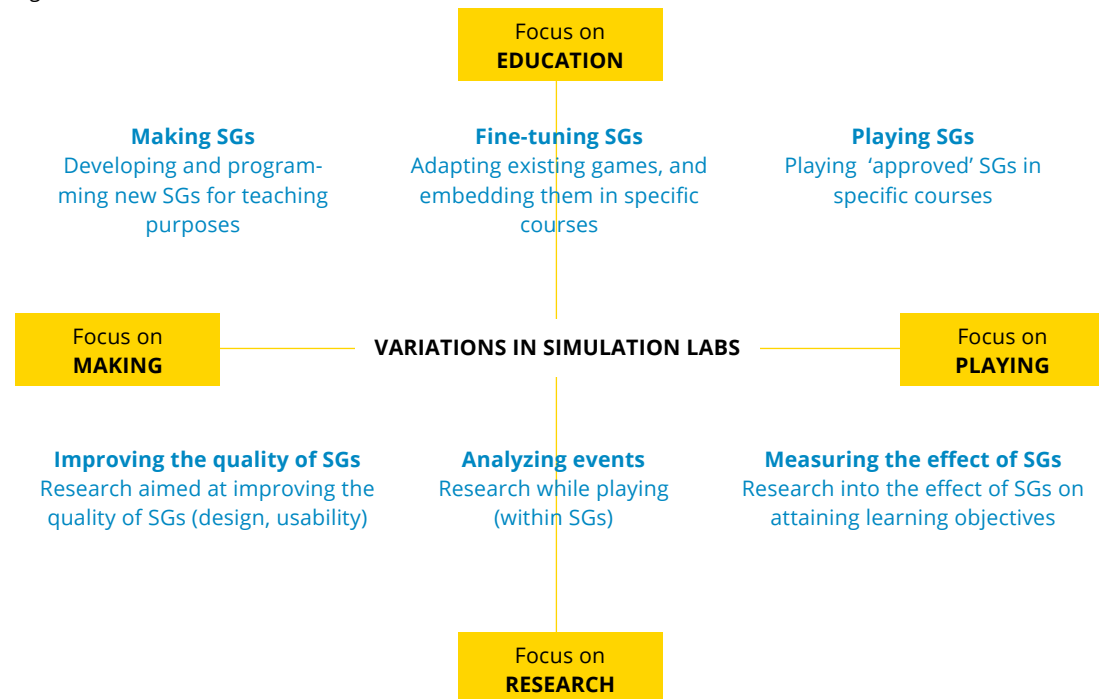 Focus on
EDUCATION
Making SGs
Developing and program-
ming new SGs for teaching
purposes
Fine-tuning SGs
Adapting existing games, and
embedding them in specific
courses
Playing SGs
Playing ‘approved’ SGs in
specific courses
Focus on
MAKING
VARIATIONS IN SIMULATION LABS
Focus on
PLAYING
Improving the quality of SGs
Research aimed at improving the
quality of SGs (design, usability)
Analyzing events
Research while playing
(within SGs)
Measuring the effect of SGs
Research into the effect of SGs on
attaining learning objectives
Focus on
RESEARCH